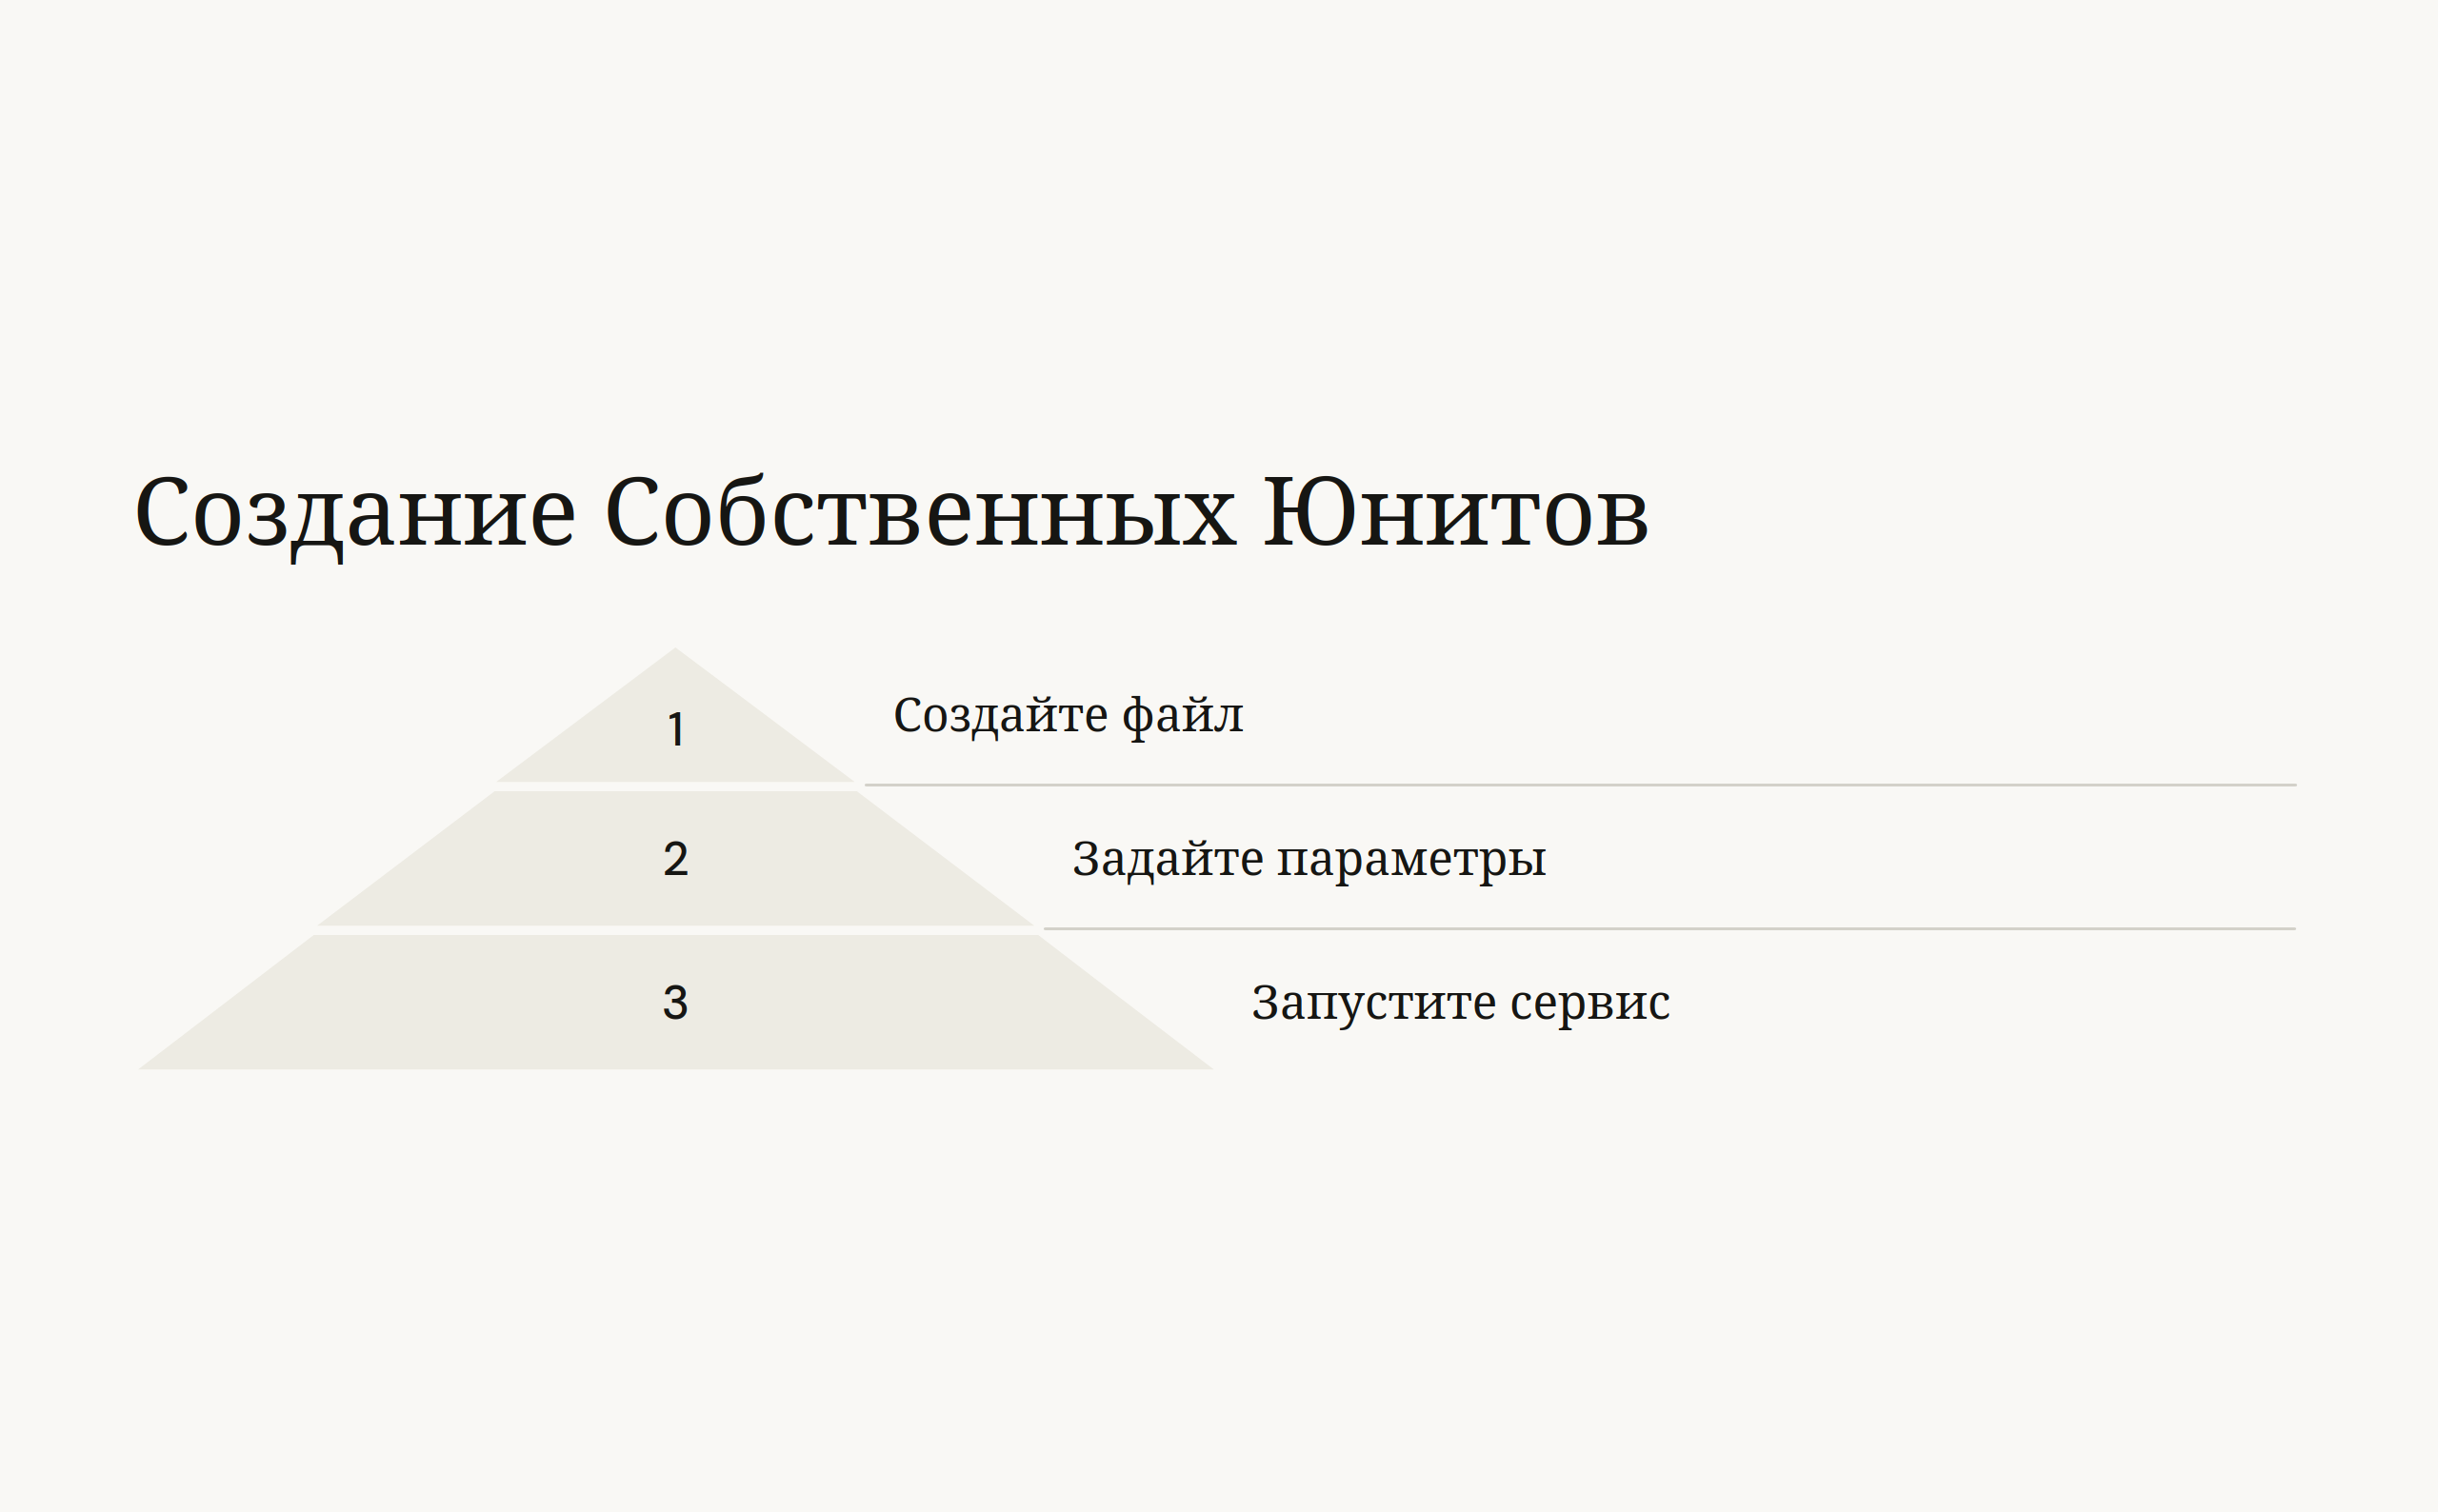 Создание Собственных Юнитов
1
Создайте файл
2
Задайте параметры
3
Запустите сервис